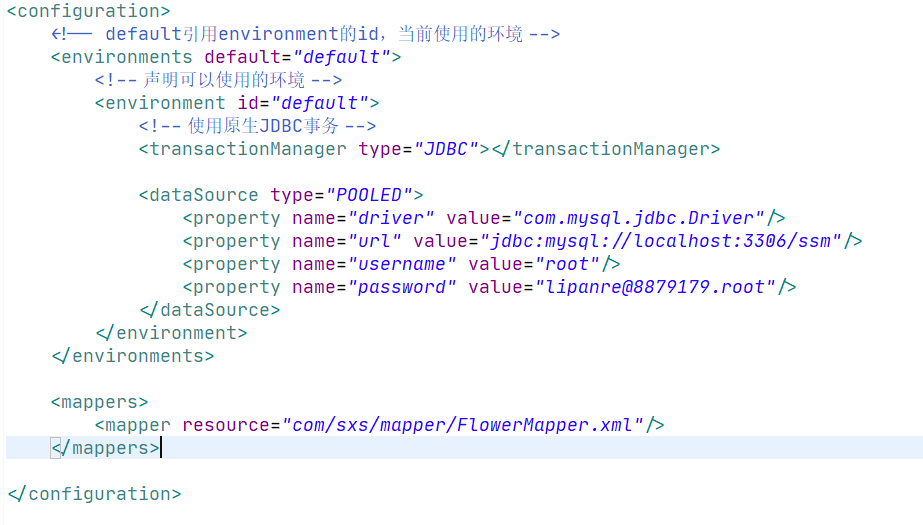 <configuration>
<!-- default引用environment的id，当前使用的环境 -->
<environments default="default">
<!-- 声明可以使用的环境 -->
<environment id="default">
<!-- 使用原生JDBC事务 -->
<transactionManager type="JDBC"></transactionManager>
<dataSource type="POOLED">
<property name="driver" value="com.mysql.jdbc.Driver"/>
<property name="url" value="jdbc:mysql://localhost:3306/ssm"/>
<property name="username" value="root"/>
<property name="password" value="lipanre@8879179.root"/>
</dataSource>
</environment>
</environments>
<mappers>
<mapper resource="com/sxs/mapper/FlowerMapper.xml"/>
</mappers>
</configuration>